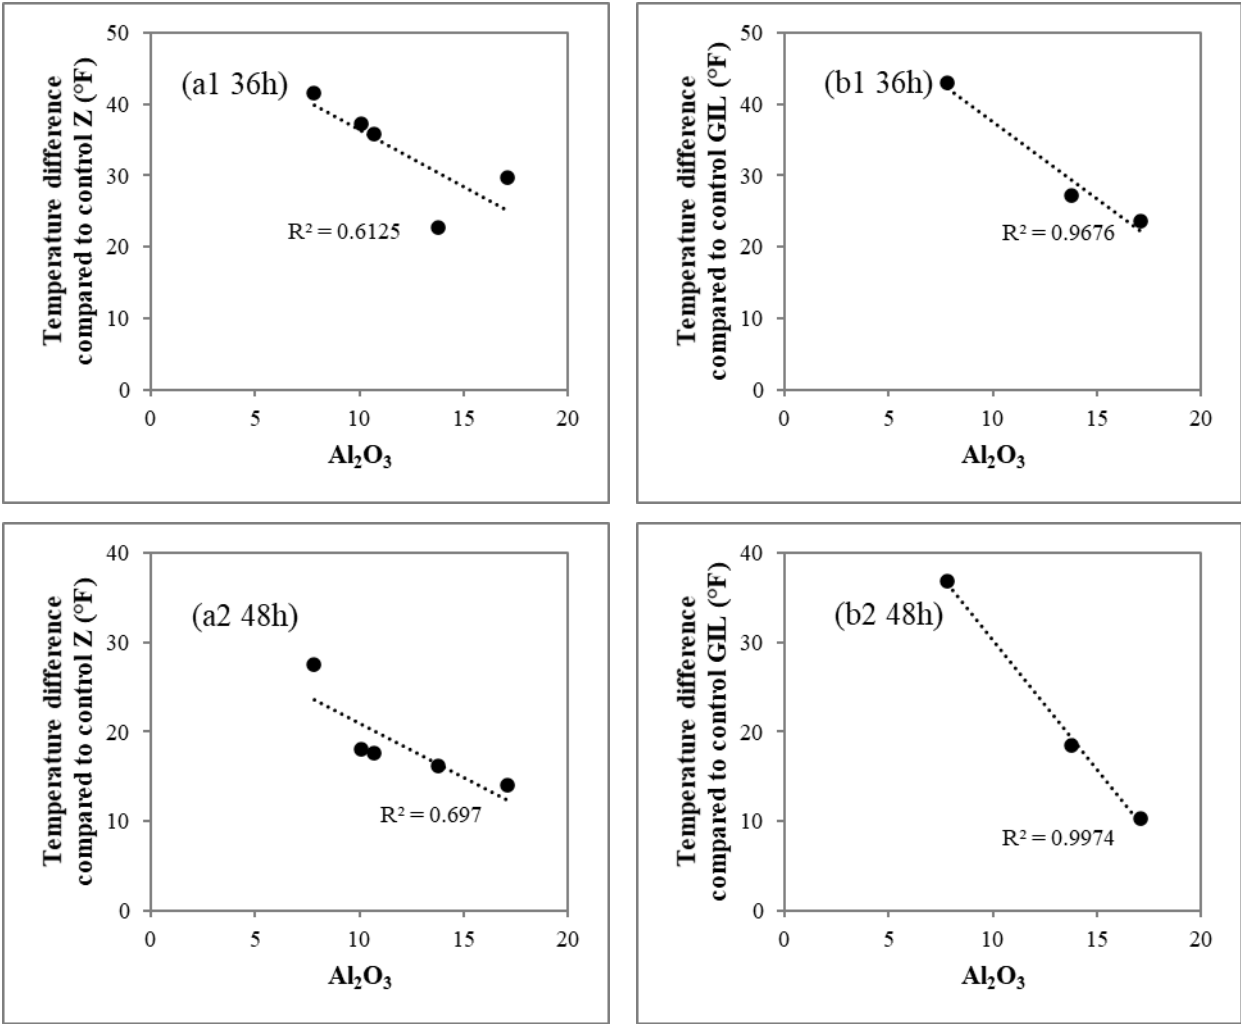 Temperature difference
compared to control Z (°F)
50
40
30
20
10
0
(a1 36h)
R² = 0.6125
0 5 10 15 20
Al₂O₃
Temperature difference
compared to control GIL (°F)
50
40
30
20
10
0
(b1 36h)
R² = 0.9676
0 5 10 15 20
Al₂O₃
Temperature difference
compared to control Z (°F)
40
30
20
10
0
(a2 48h)
R² = 0.697
0 5 10 15 20
Al₂O₃
Temperature difference
compared to control GIL (°F)
40
30
20
10
0
(b2 48h)
R² = 0.9974
0 5 10 15 20
Al₂O₃